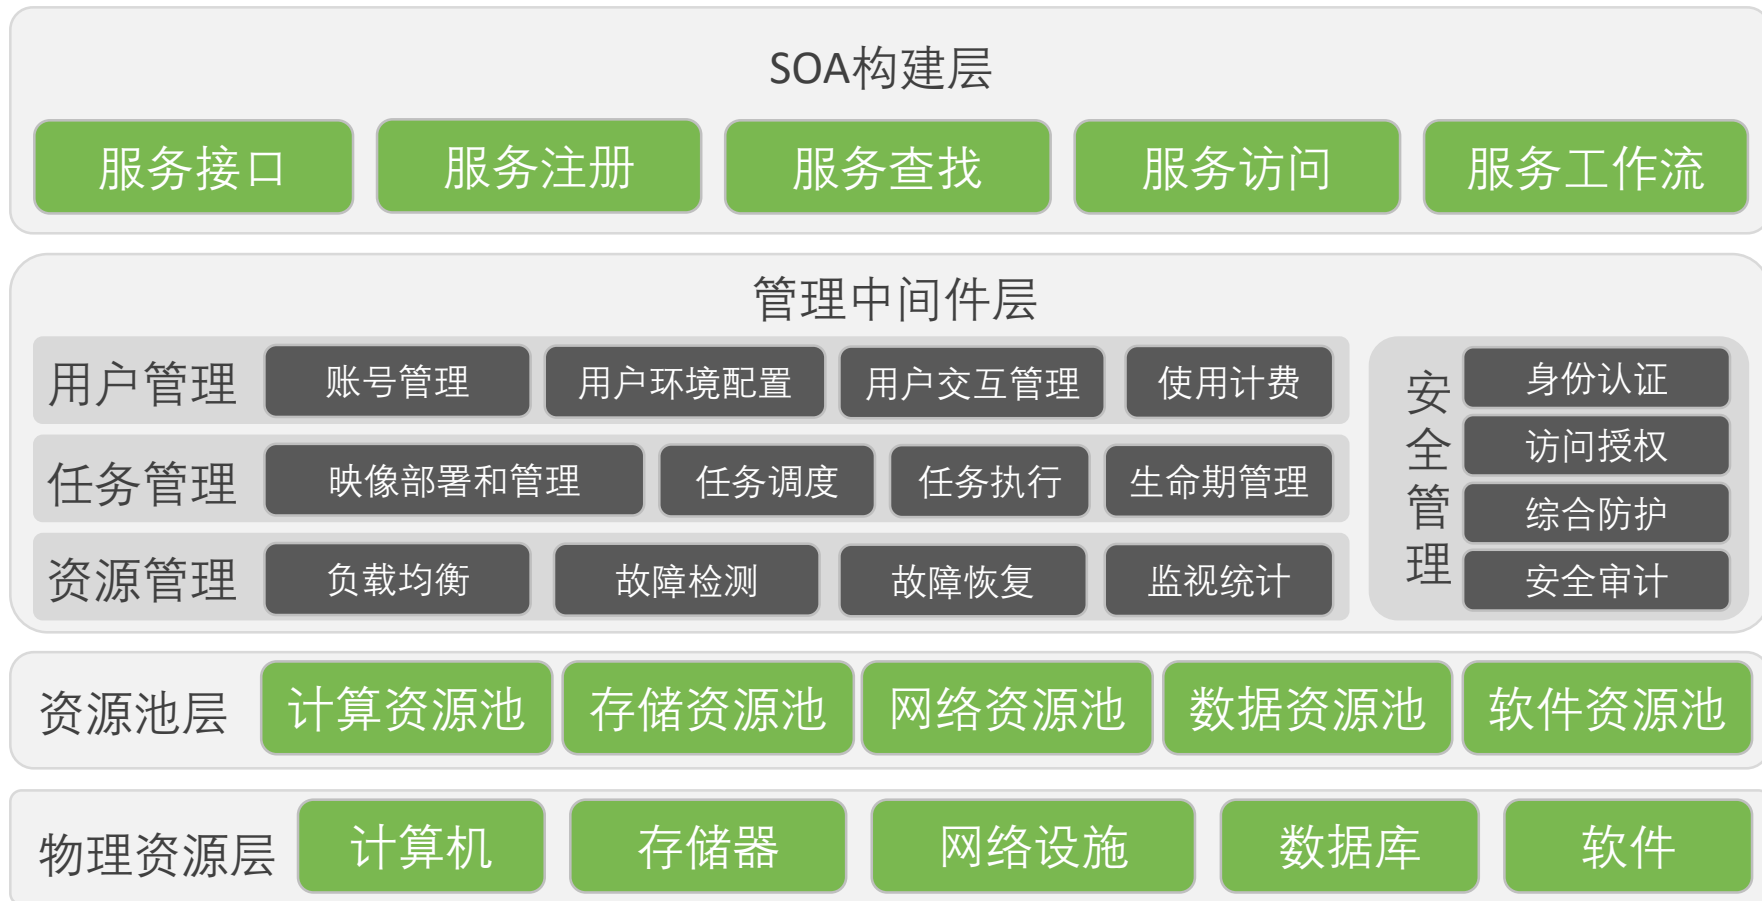 SOA构建层
服务接口 服务注册 服务查找 服务访问 服务工作流
管理中间件层
用户管理 账号管理 用户环境配置 用户交互管理 使用计费
任务管理 映像部署和管理 任务调度 任务执行 生命期管理
资源管理 负载均衡 故障检测 故障恢复 监视统计
安全管理
身份认证
访问授权
综合防护
安全审计
资源池层 计算资源池 存储资源池 网络资源池 数据资源池 软件资源池
物理资源层 计算机 存储器 网络设施 数据库 软件